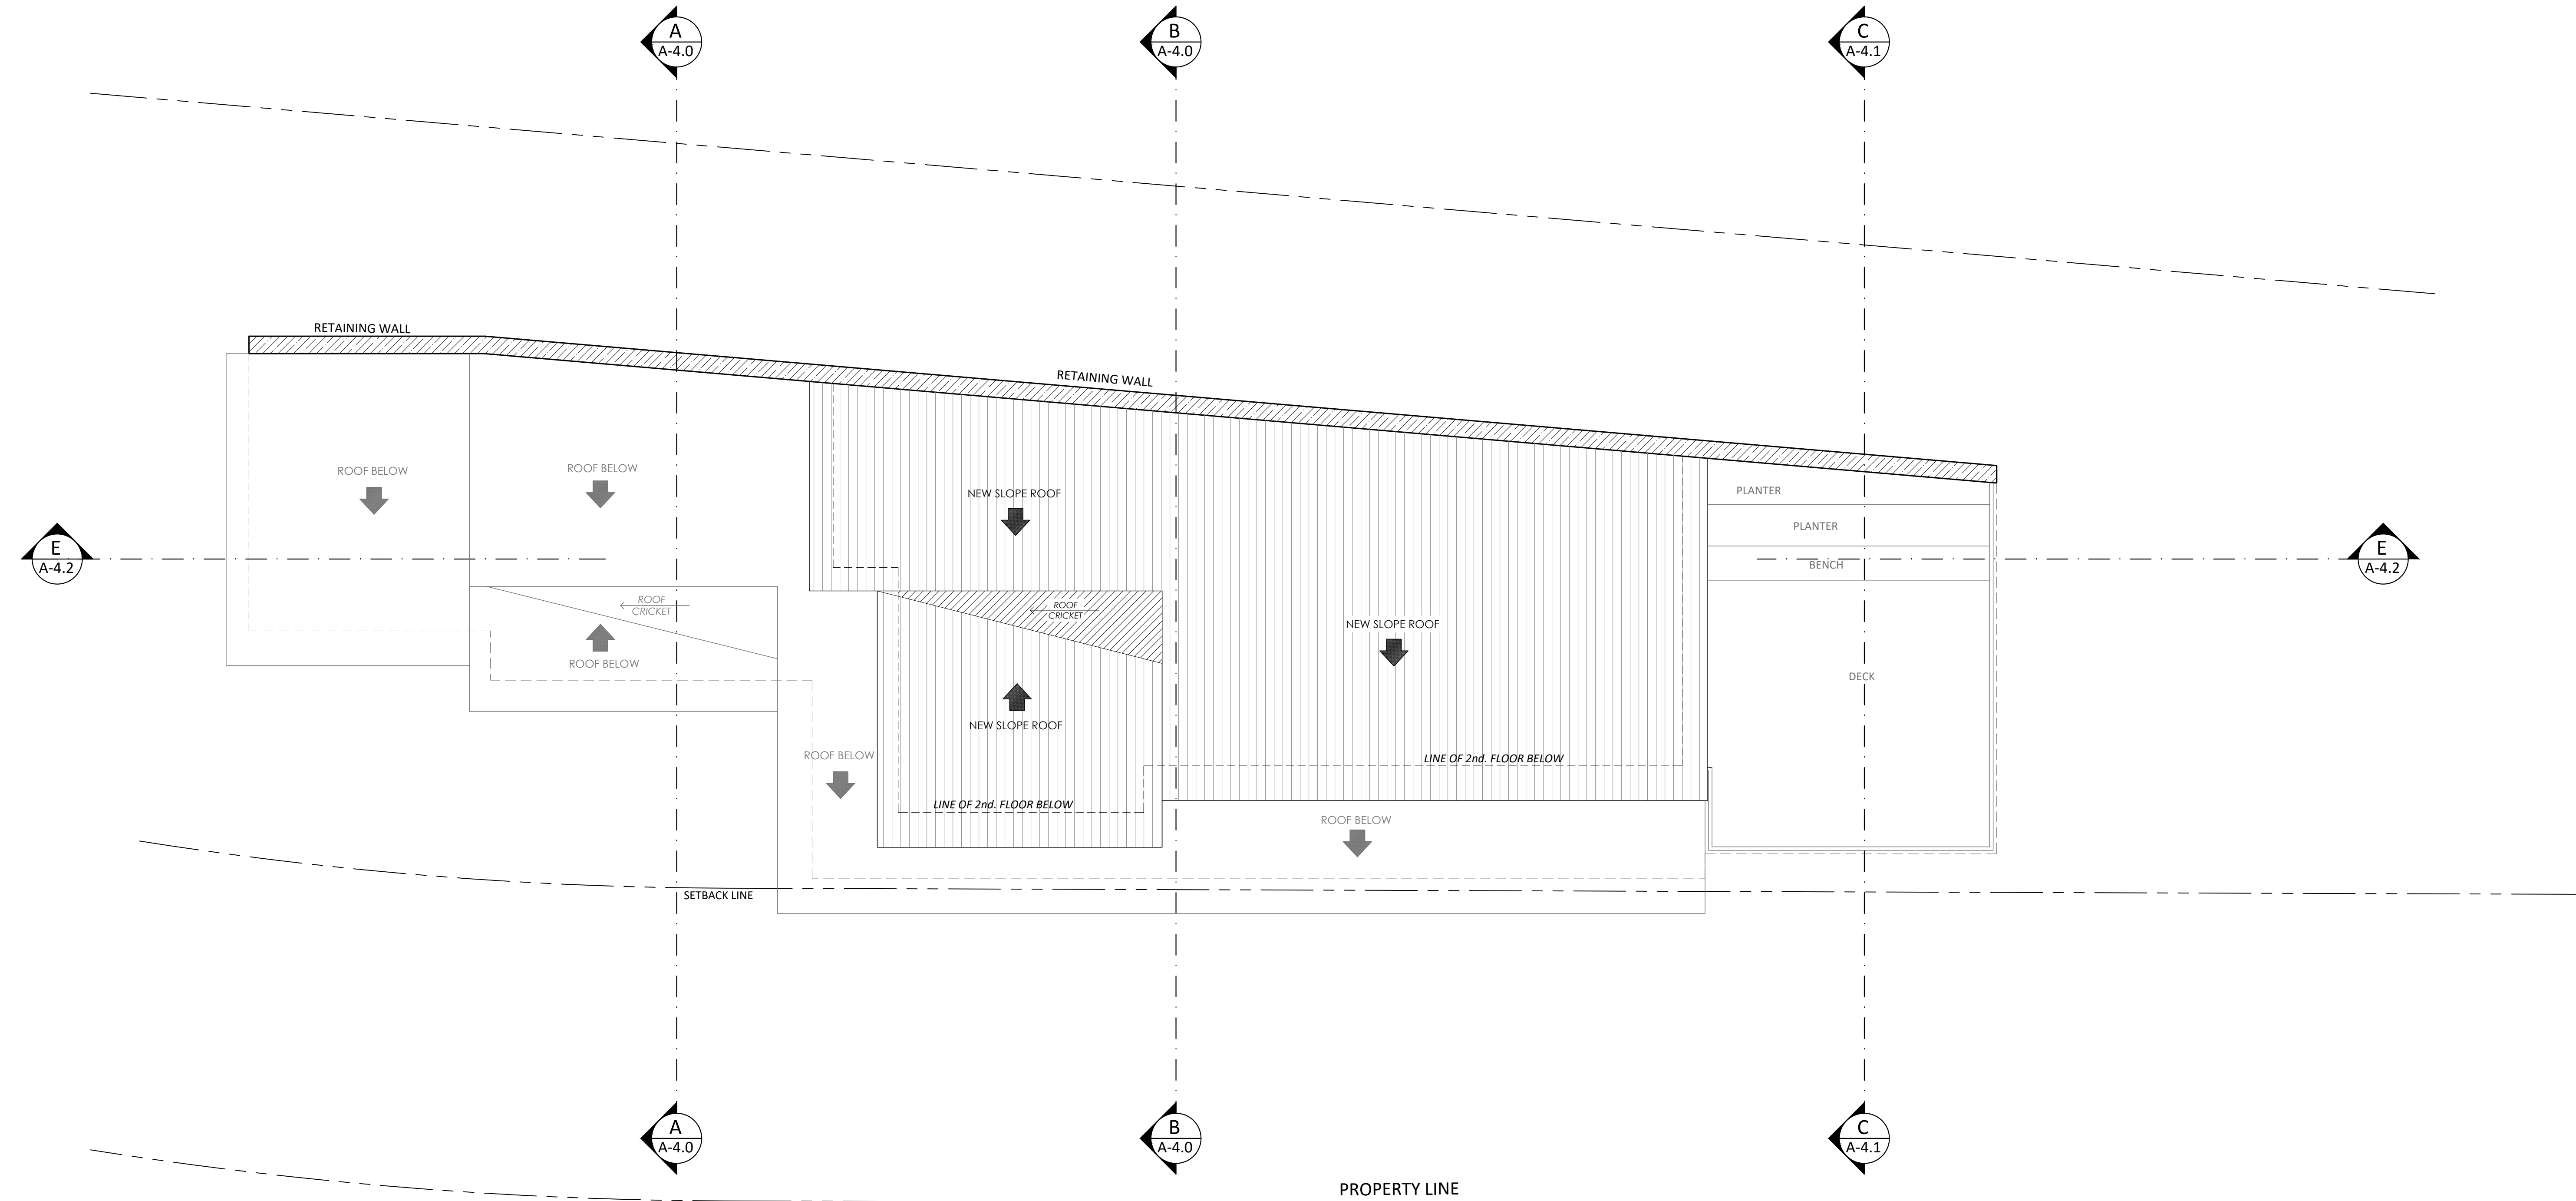 A
A-4.0
B
A-4.0
C
A-4.1
RETAINING WALL
RETAINING WALL
ROOF BELOW
ROOF BELOW
NEW SLOPE ROOF
PLANTER
PLANTER
BENCH
E
A-4.2
E
A-4.2
ROOF
CRICKET
ROOF
CRICKET
NEW SLOPE ROOF
ROOF BELOW
DECK
NEW SLOPE ROOF
ROOF BELOW
LINE OF 2nd. FLOOR BELOW
LINE OF 2nd. FLOOR BELOW
ROOF BELOW
SETBACK LINE
A
A-4.0
B
A-4.0
C
A-4.1
PROPERTY LINE